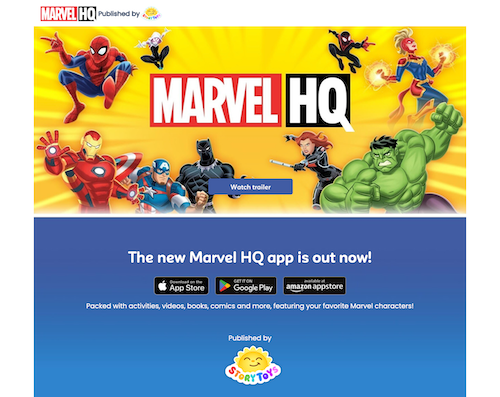 MARVEL HQ Published by STORYTOYS
MARVEL HQ
Watch trailer
The new Marvel HQ app is out now!
Download on the App Store
GET IT ON Google Play
available at amazon appstore
Packed with activities, videos, books, comics and more, featuring your favorite Marvel characters!
Published by
STORYTOYS